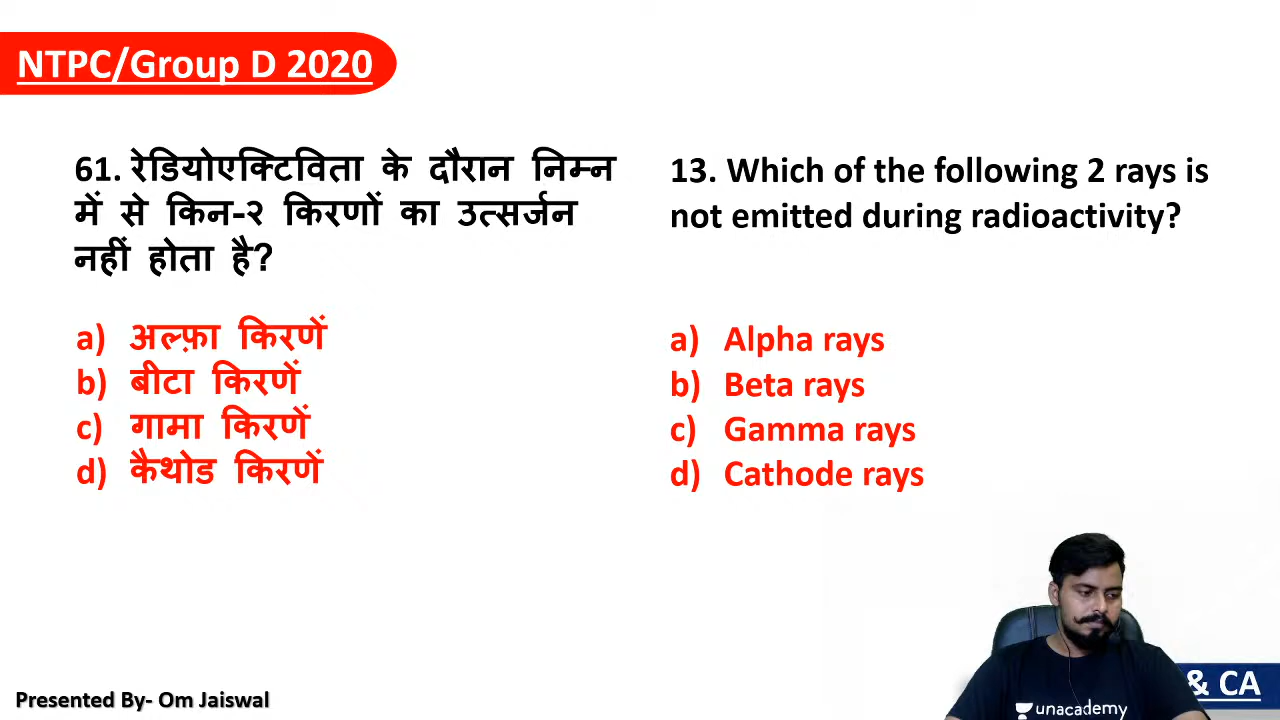 NTPC/Group D 2020
61. रेडियोएक्टिविता के दौरान निम्न
में से किन-२ किरणों का उत्सर्जन
नहीं होता है?
a) अल्फ़ा किरणें
b) बीटा किरणें
c) गामा किरणें
d) कैथोड किरणें
13. Which of the following 2 rays is
not emitted during radioactivity?
a) Alpha rays
b) Beta rays
c) Gamma rays
d) Cathode rays
& CA
unacademy
Presented By- Om Jaiswal